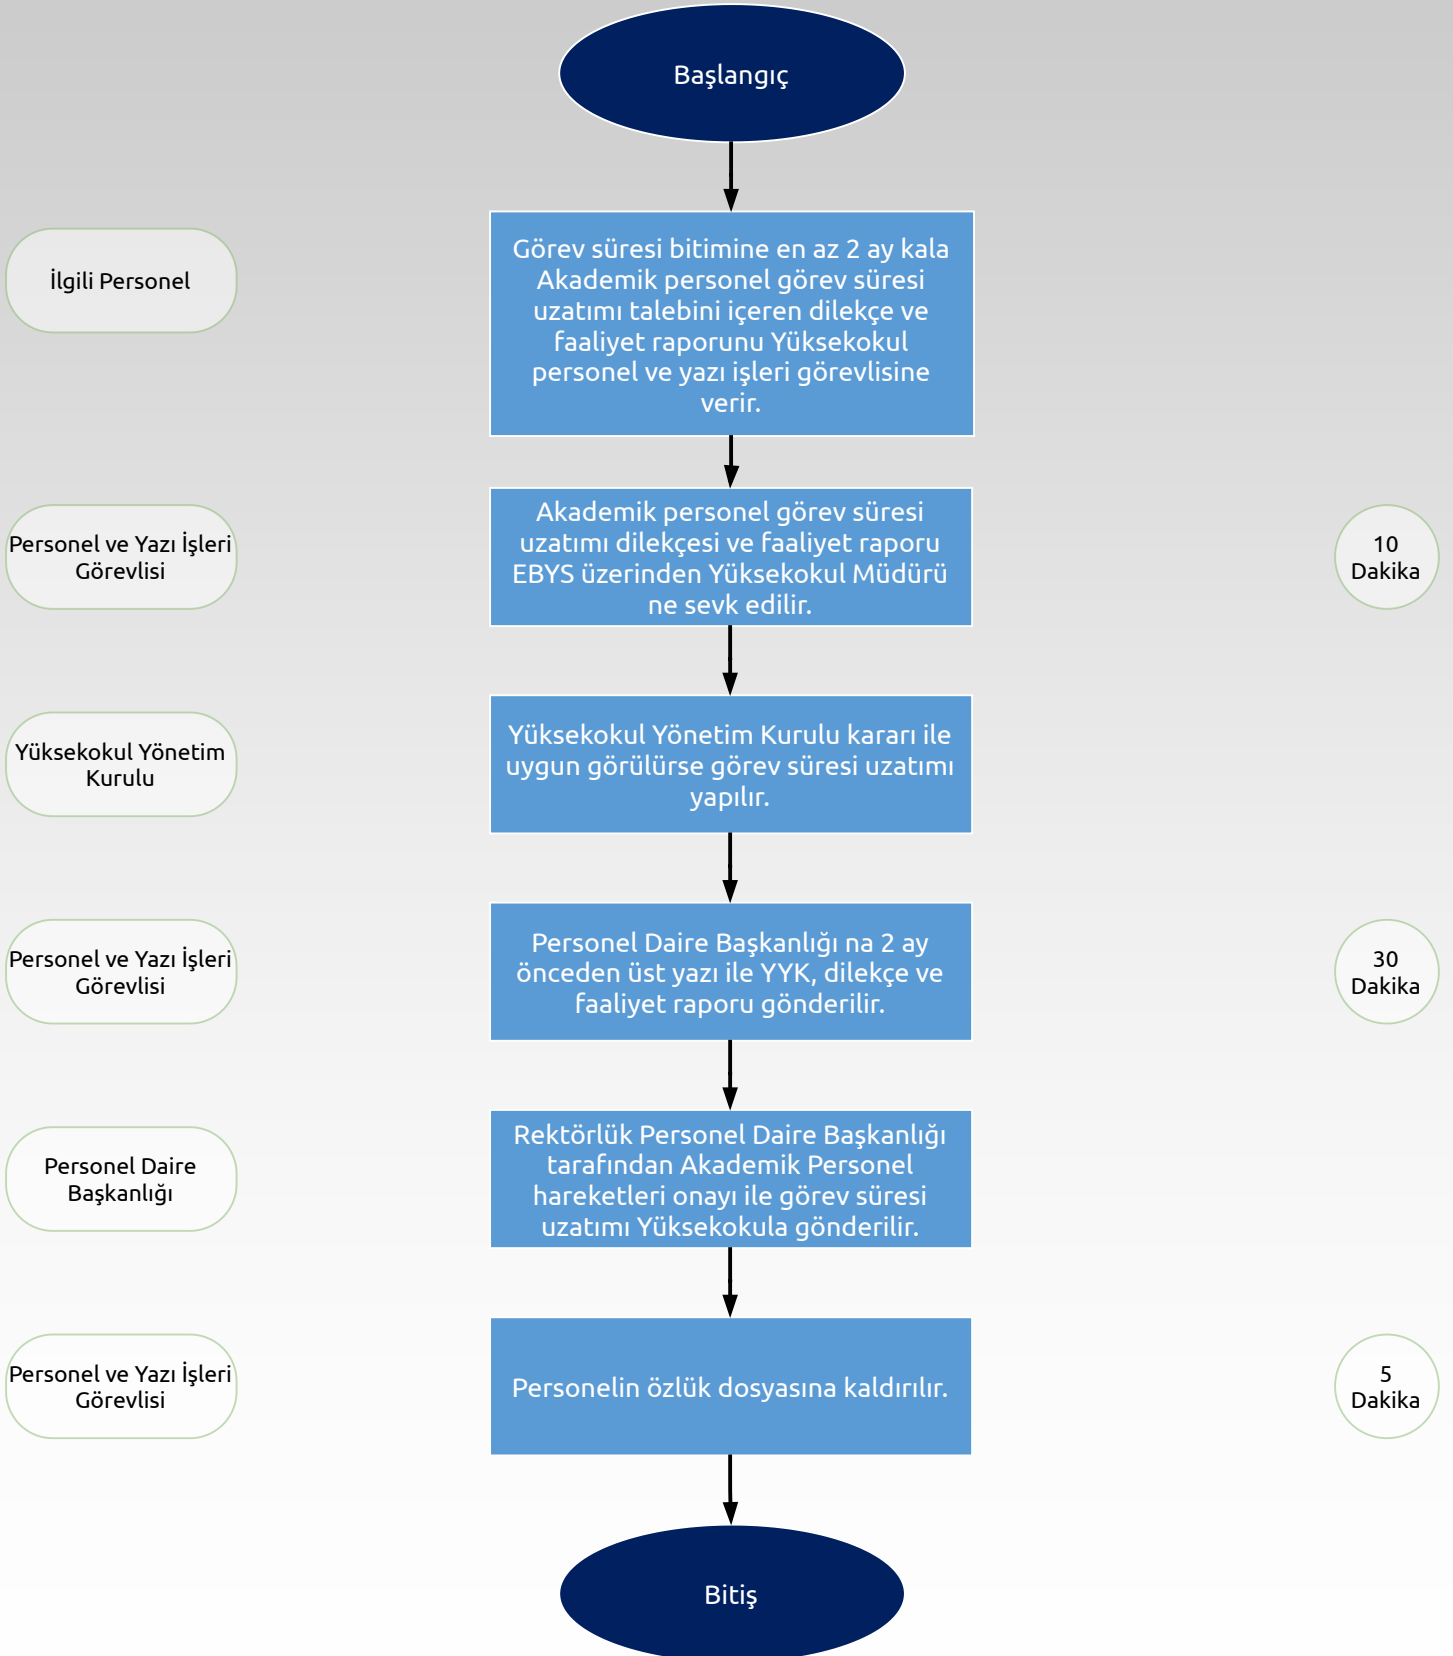 Başlangıç
İlgili Personel
Görev süresi bitimine en az 2 ay kala
Akademik personel görev süresi
uzatımı talebini içeren dilekçe ve
faaliyet raporunu Yüksekokul
personel ve yazı işleri görevlisine
verir.
Personel ve Yazı İşleri
Görevlisi
Akademik personel görev süresi
uzatımı dilekçesi ve faaliyet raporu
EBYS üzerinden Yüksekokul Müdürü
ne sevk edilir.
10
Dakika
Yüksekokul Yönetim
Kurulu
Yüksekokul Yönetim Kurulu kararı ile
uygun görülürse görev süresi uzatımı
yapılır.
Personel ve Yazı İşleri
Görevlisi
Personel Daire Başkanlığı na 2 ay
önceden üst yazı ile YYK, dilekçe ve
faaliyet raporu gönderilir.
30
Dakika
Personel Daire
Başkanlığı
Rektörlük Personel Daire Başkanlığı
tarafından Akademik Personel
hareketleri onayı ile görev süresi
uzatımı Yüksekokula gönderilir.
Personel ve Yazı İşleri
Görevlisi
Personelin özlük dosyasına kaldırılır.
5
Dakika
Bitiş